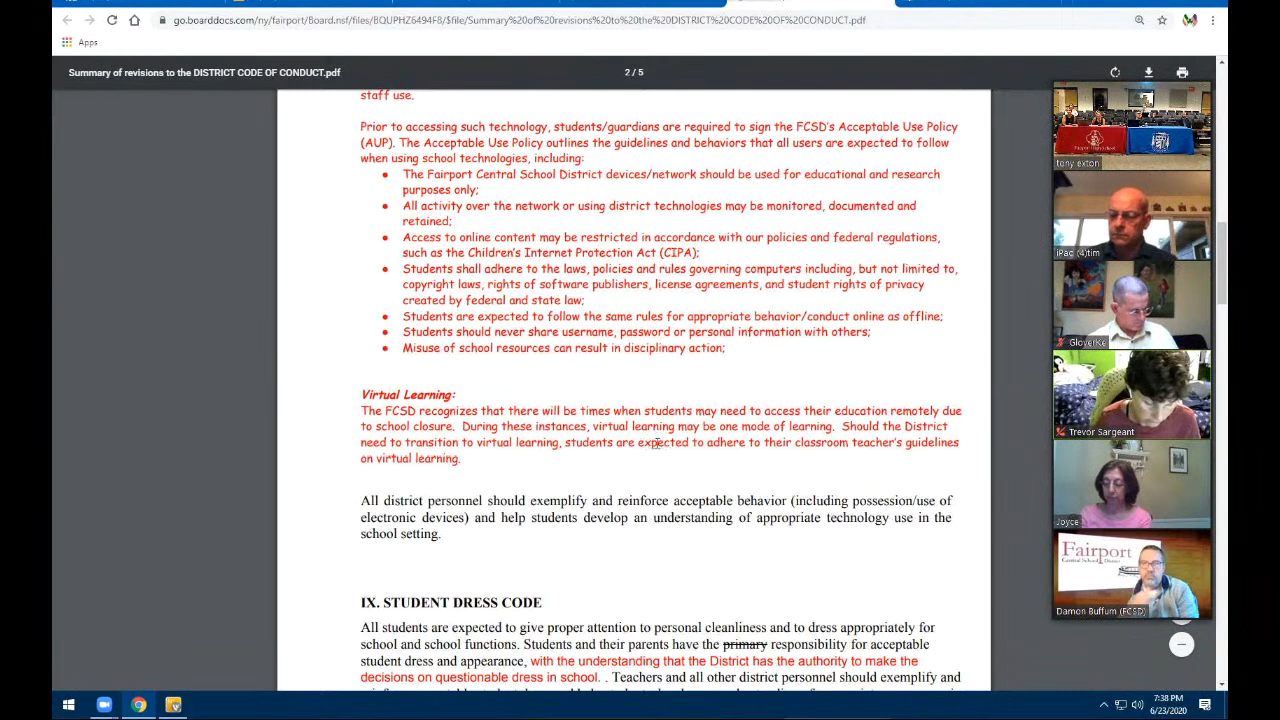 go.boarddocs.com/ny/fairport/Board.nsf/files/BQUPHZ6494F8/$file/Summary%20of%20revisions%20to%20the%20DISTRICT%20CODE%20OF%20CONDUCT.pdf
Apps
Summary of revisions to the DISTRICT CODE OF CONDUCT.pdf
2 / 5
staff use.
Prior to accessing such technology, students/guardians are required to sign the FCSD's Acceptable Use Policy
(AUP). The Acceptable Use Policy outlines the guidelines and behaviors that all users are expected to follow
when using school technologies, including:
● The Fairport Central School District devices/network should be used for educational and research
purposes only;
● All activity over the network or using district technologies may be monitored, documented and
retained;
● Access to online content may be restricted in accordance with our policies and federal regulations,
such as the Children's Internet Protection Act (CIPA);
● Students shall adhere to the laws, policies and rules governing computers including, but not limited to,
copyright laws, rights of software publishers, license agreements, and student rights of privacy
created by federal and state law;
● Students are expected to follow the same rules for appropriate behavior/conduct online as offline;
● Students should never share username, password or personal information with others;
● Misuse of school resources can result in disciplinary action;
Virtual Learning:
The FCSD recognizes that there will be times when students may need to access their education remotely due
to school closure. During these instances, virtual learning may be one mode of learning. Should the District
need to transition to virtual learning, students are expected to adhere to their classroom teacher's guidelines
on virtual learning.
All district personnel should exemplify and reinforce acceptable behavior (including possession/use of
electronic devices) and help students develop an understanding of appropriate technology use in the
school setting.
IX. STUDENT DRESS CODE
All students are expected to give proper attention to personal cleanliness and to dress appropriately for
school and school functions. Students and their parents have the primary responsibility for acceptable
student dress and appearance, with the understanding that the District has the authority to make the
decisions on questionable dress in school. . Teachers and all other district personnel should exemplify and
tony exton
iPac (4)tim
GloverKe
Trevor Sargeant
Joyce
Fairport
Central School District
Damon Buffum (FCSD)
7:38 PM
6/23/2020